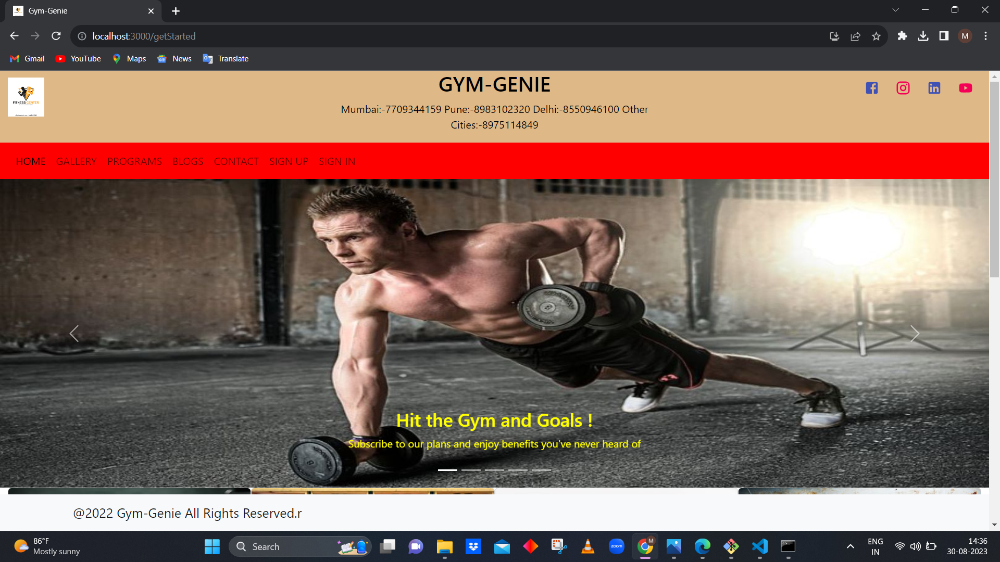 Gym-Genie
localhost:3000/getStarted
M
Gmail
YouTube
Maps
News
Translate
FITNESS CENTER
GYM-GENIE
Mumbai:-7709344159 Pune:-8983102320 Delhi:-8550946100 Other
Cities:-8975114849
HOME
GALLERY
PROGRAMS
BLOGS
CONTACT
SIGN UP
SIGN IN
Hit the Gym and Goals !
Subscribe to our plans and enjoy benefits you've never heard of
@2022 Gym-Genie All Rights Reserved.r
86°F
Mostly sunny
Search
zoom
M
ENG
IN
14:36
30-08-2023